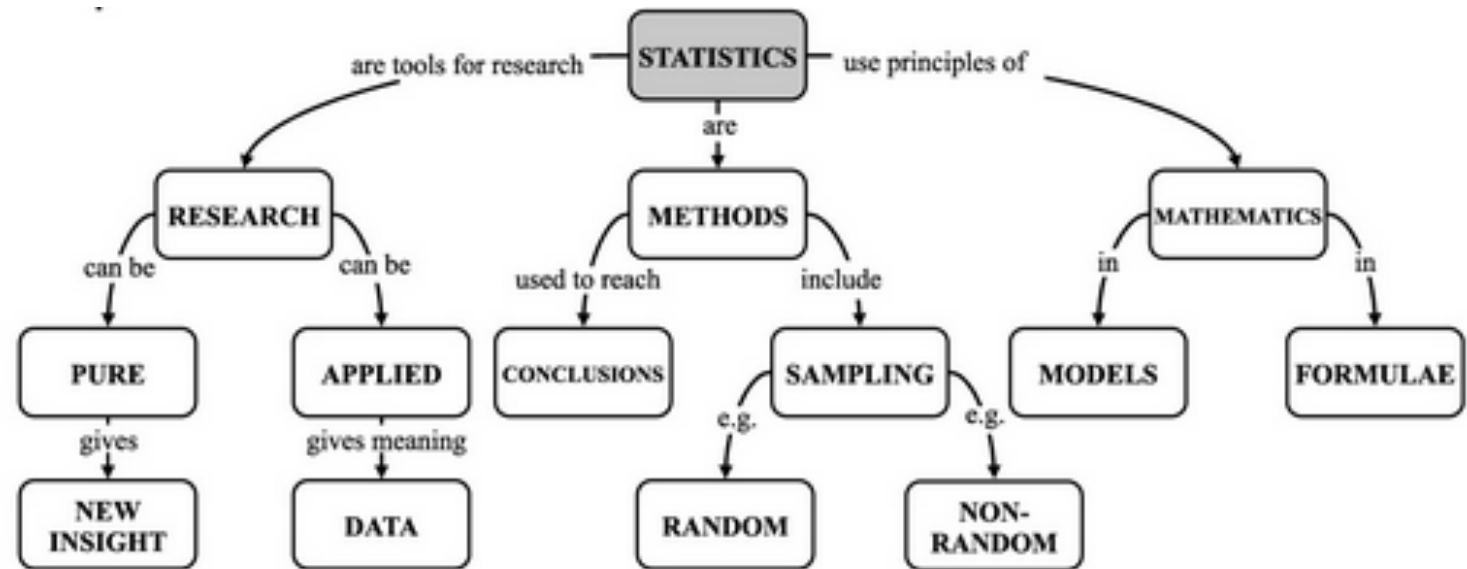 STATISTICS
are tools for research
use principles of
are
RESEARCH
METHODS
MATHEMATICS
can be
can be
used to reach
include
in
in
PURE
APPLIED
CONCLUSIONS
SAMPLING
MODELS
FORMULAE
gives
gives meaning
e.g.
e.g.
NEW
INSIGHT
DATA
RANDOM
NON-
RANDOM